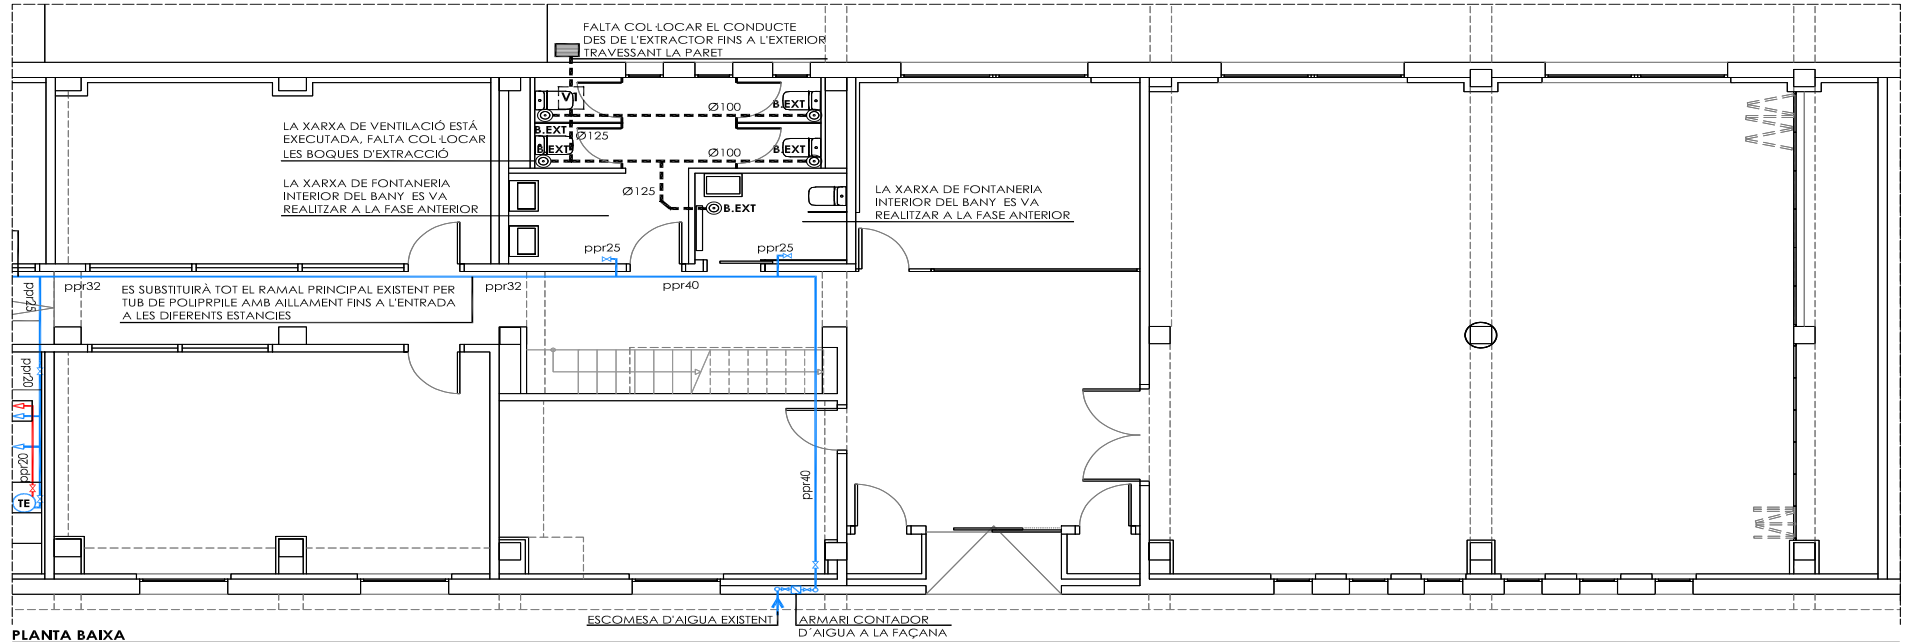 FALTA COL·LOCAR EL CONDUCTE
DES DE L'EXTRACTOR FINS A L'EXTERIOR
TRAVESSANT LA PARET
V1
B.EXT
Ø100
Ø125
B.EXT
B.EXT
B.EXT
Ø100
LA XARXA DE VENTILACIÓ ESTÁ
EXECUTADA, FALTA COL·LOCAR
LES BOQUES D'EXTRACCIÓ
LA XARXA DE FONTANERIA
INTERIOR DEL BANY ES VA
REALITZAR A LA FASE ANTERIOR
Ø125
B.EXT
LA XARXA DE FONTANERIA
INTERIOR DEL BANY ES VA
REALITZAR A LA FASE ANTERIOR
ppr25
ppr25
ppr25
ppr32
ES SUBSTITUIRÀ TOT EL RAMAL PRINCIPAL EXISTENT PER
TUB DE POLIPRPILE AMB AILLAMENT FINS A L'ENTRADA
A LES DIFERENTS ESTANCIES
ppr32
ppr40
ppr20
ppr20
TE
ppr40
ESCOMESA D'AIGUA EXISTENT
ARMARI CONTADOR
D´AIGUA A LA FAÇANA
PLANTA BAIXA